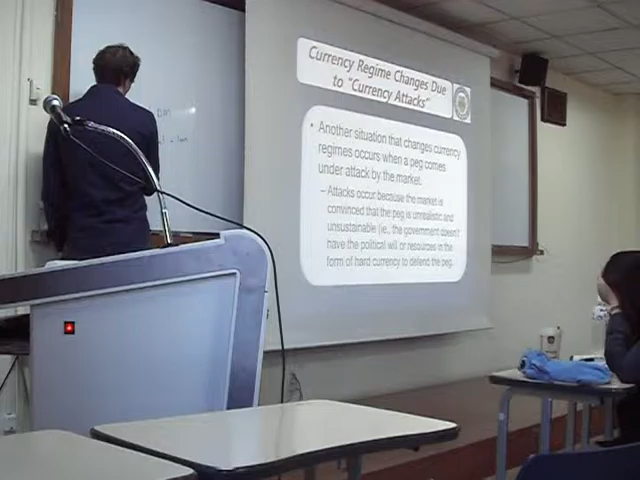 Currency Regime Changes Due
to "Currency Attacks"
• Another situation that changes currency
regimes occurs when a peg comes
under attack by the market.
– Attacks occur because the market is
convinced that the peg is unrealistic and
unsustainable (ie., the government doesn't
have the political will or resources in the
form of hard currency to defend the peg.